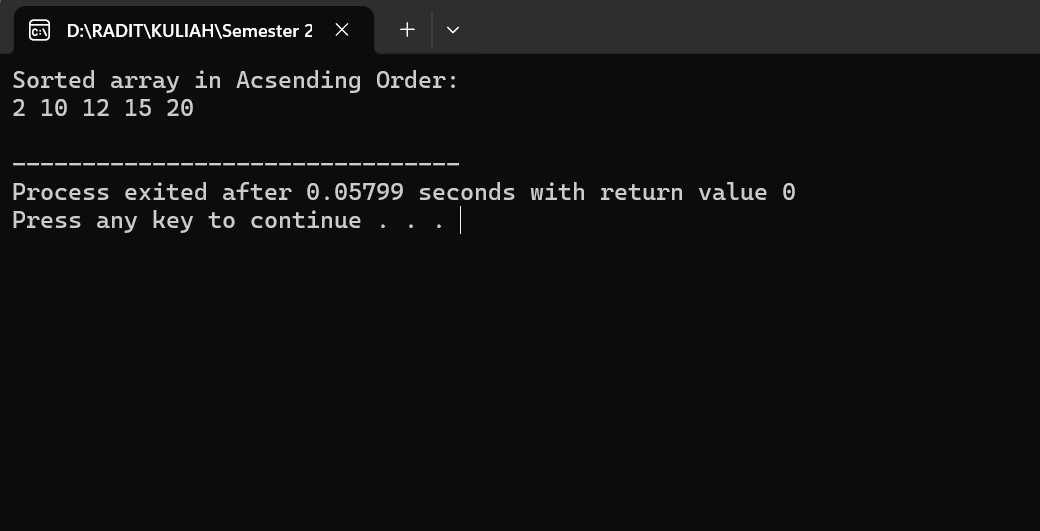 D:\RADIT\KULIAH\Semester 2
Sorted array in Acsending Order:
2 10 12 15 20
--------------------------------
Process exited after 0.05799 seconds with return value 0
Press any key to continue . . .